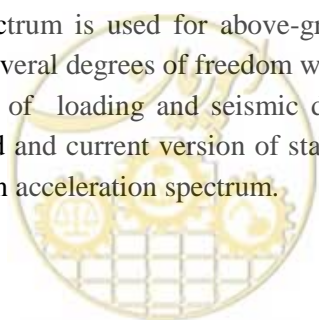 ctrum is used for above-gr
everal degrees of freedom w
of loading and seismic d
d and current version of sta
n acceleration spectrum.